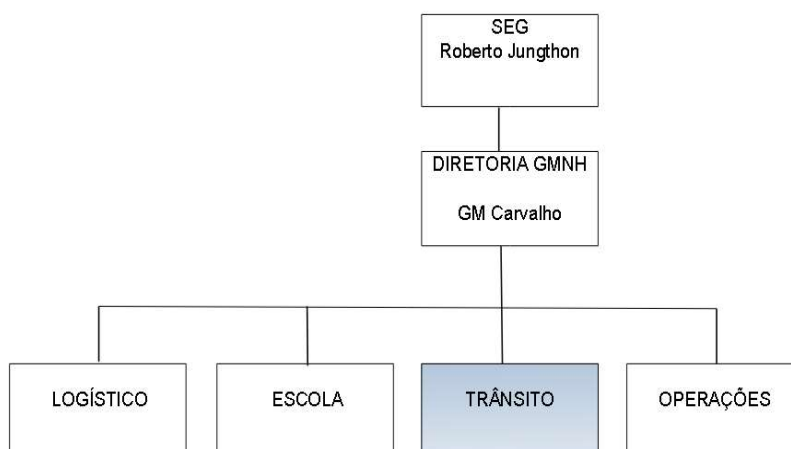 SEG
Roberto Jungthon
DIRETORIA GMNH
GM Carvalho
LOGÍSTICO
ESCOLA
TRÂNSITO
OPERAÇÕES